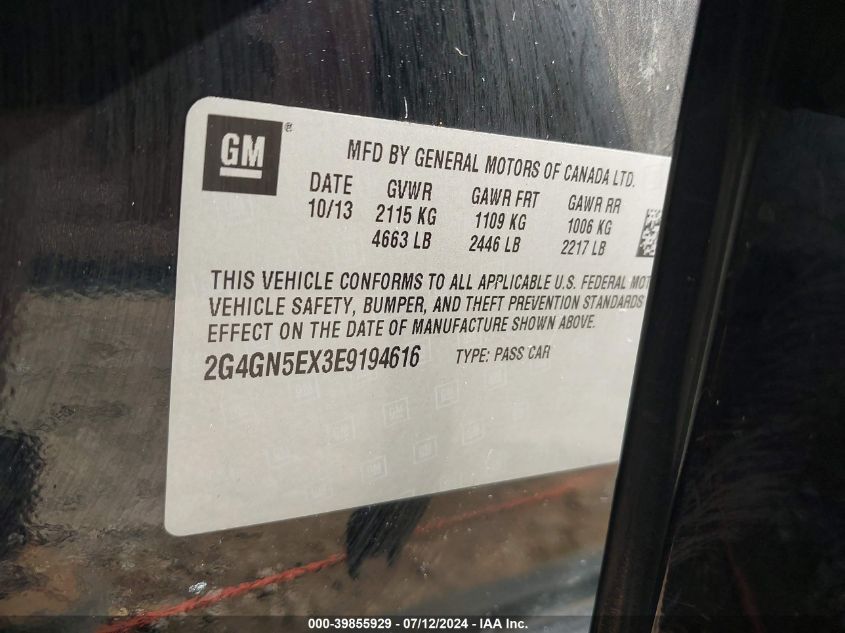 GM®
MFD BY GENERAL MOTORS OF CANADA LTD.
DATE GVWR GAWR FRT GAWR RR
10/13 2115 KG 1109 KG 1006 KG
4663 LB 2446 LB 2217 LB
THIS VEHICLE CONFORMS TO ALL APPLICABLE U.S. FEDERAL MOT
VEHICLE SAFETY, BUMPER, AND THEFT PREVENTION STANDARDS
EFFECT ON THE DATE OF MANUFACTURE SHOWN ABOVE.
2G4GN5EX3E9194616 TYPE: PASS CAR
000-39855929 - 07/12/2024 - IAA Inc.